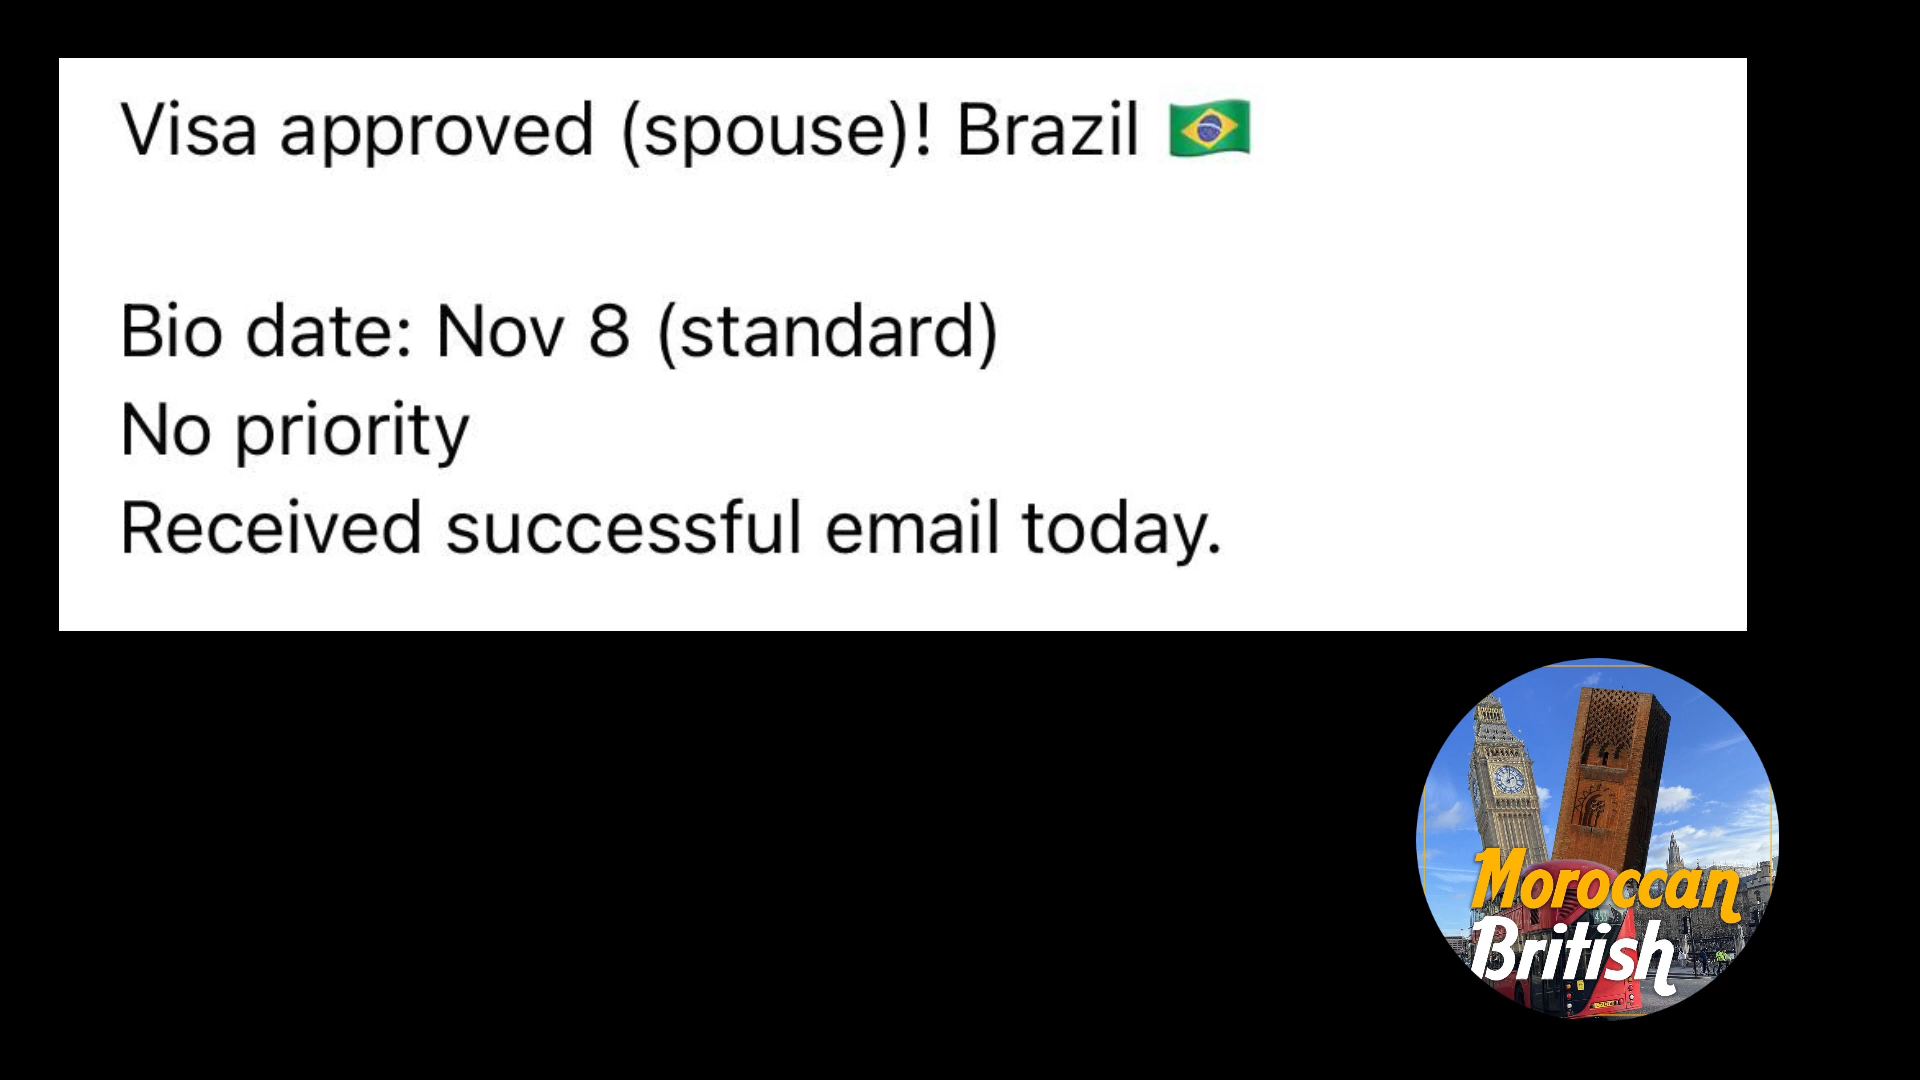 Visa approved (spouse)! Brazil 🇧🇷
Bio date: Nov 8 (standard)
No priority
Received successful email today.
Moroccan
British